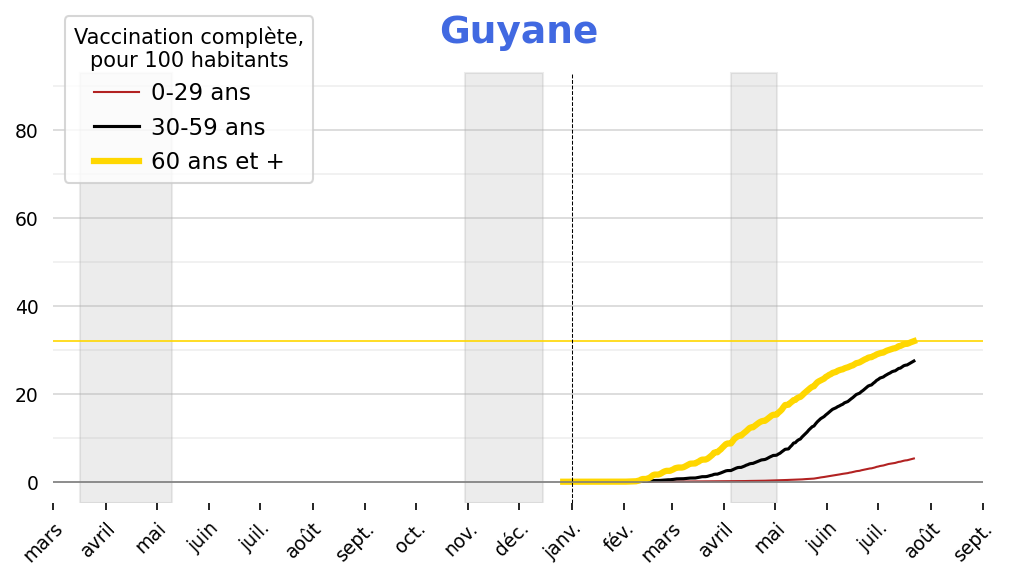 Guyane
Vaccination complète,
pour 100 habitants
0-29 ans
30-59 ans
60 ans et +
80
60
40
20
0
mars avril mai juin juil. août sept. oct. nov. déc. janv. fév. mars avril mai juin juil. août sept.